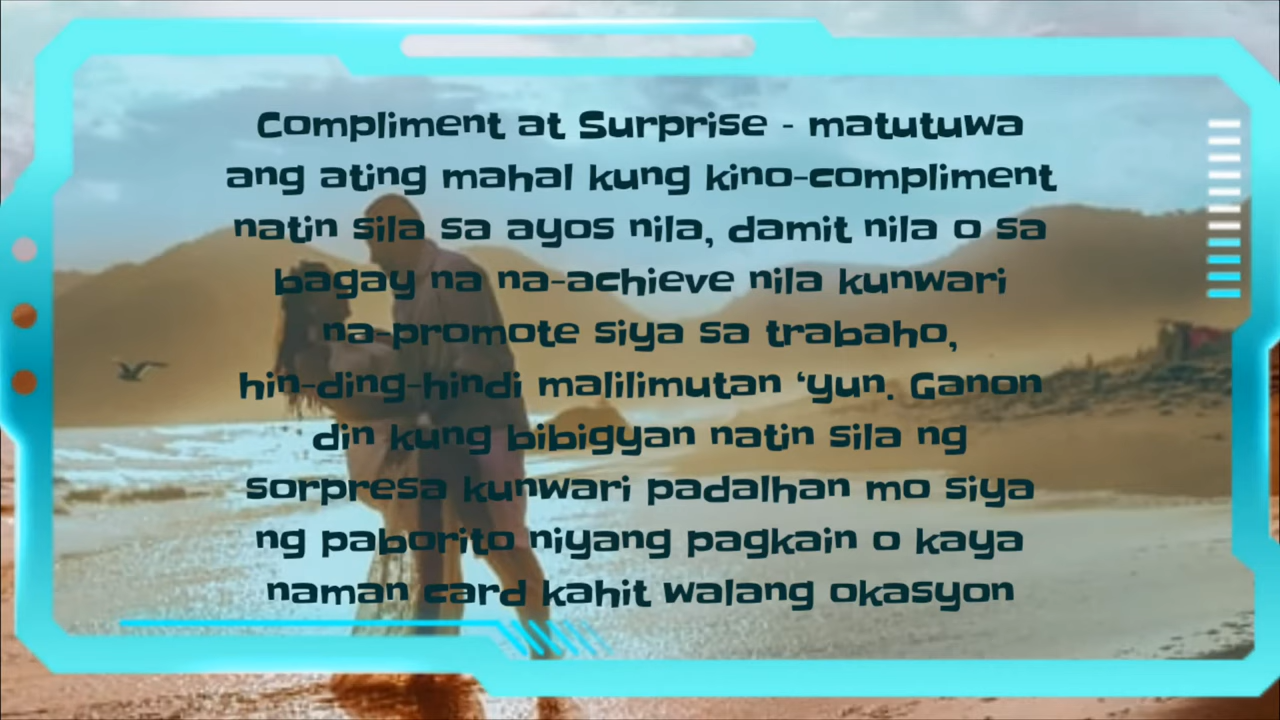 Compliment at Surprise - matutuwa
ang ating mahal kung kino-compliment
natin sila sa ayos nila, damit nila o sa
bagay na na-achieve nila kunwari
na-promote siya sa trabaho,
hin-ding-hindi malilimutan ‘yun. Ganon
din kung bibigyan natin sila ng
sorpresa kunwari padalhan mo siya
ng paborito niyang pagkain o kaya
naman card kahit walang okasyon